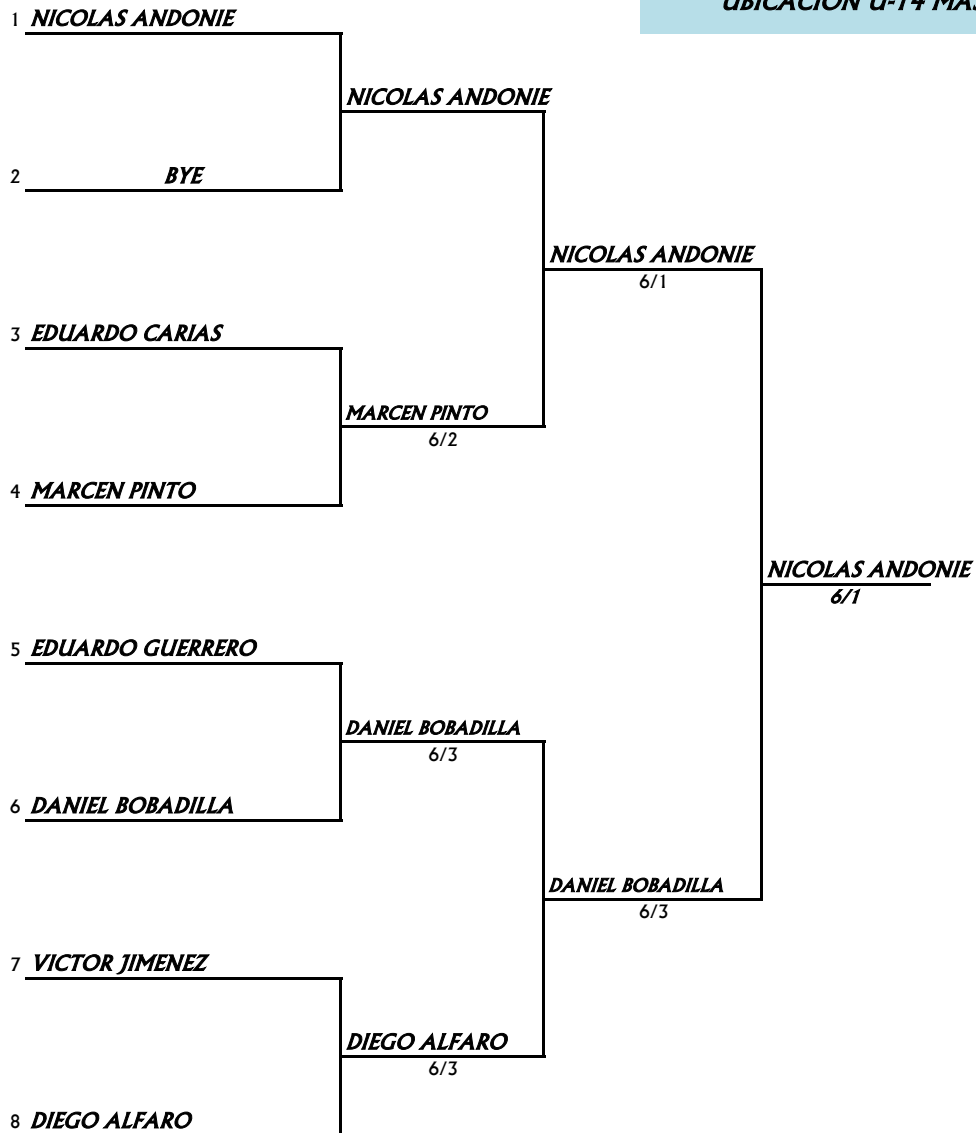 UBICACION U-14
1 NICOLAS ANDONIE
NICOLAS ANDONIE
2 BYE
NICOLAS ANDONIE
6/1
3 EDUARDO CARIAS
MARCEN PINTO
6/2
4 MARCEN PINTO
NICOLAS ANDONIE
6/1
5 EDUARDO GUERRERO
DANIEL BOBADILLA
6/3
6 DANIEL BOBADILLA
DANIEL BOBADILLA
6/3
7 VICTOR JIMENEZ
DIEGO ALFARO
6/3
8 DIEGO ALFARO